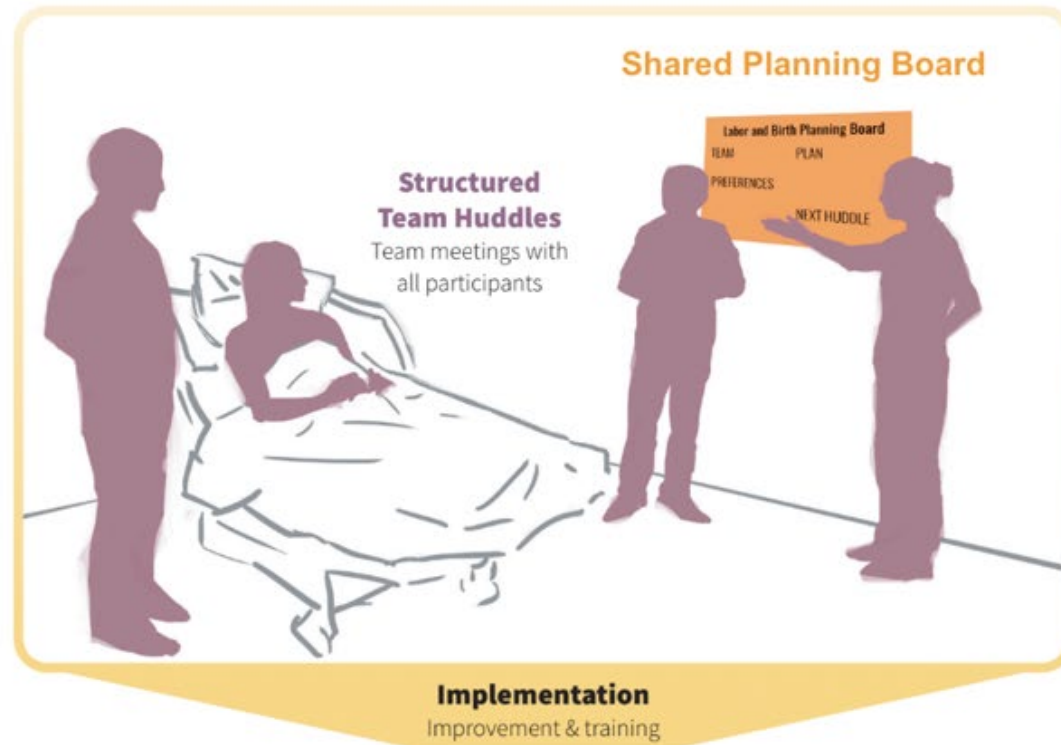 Shared Planning Board
Labor and Birth Planning Board
TEAM PLAN
PREFERENCES
NEXT HUDDLE
Structured
Team Huddles
Team meetings with
all participants
Implementation
Improvement & training